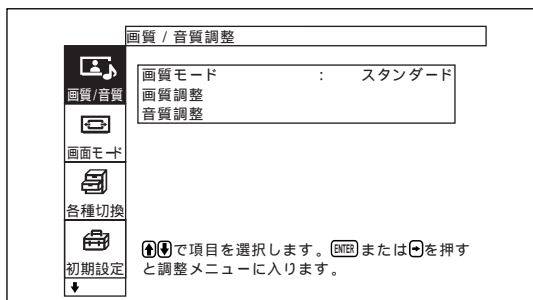 画質 / 音質調整
画質/音質
画面モード
各種切換
初期設定
画質モード : スタンダード
画質調整
音質調整
で項目を選択します。ENTERまたはを押す
と調整メニューに入ります。